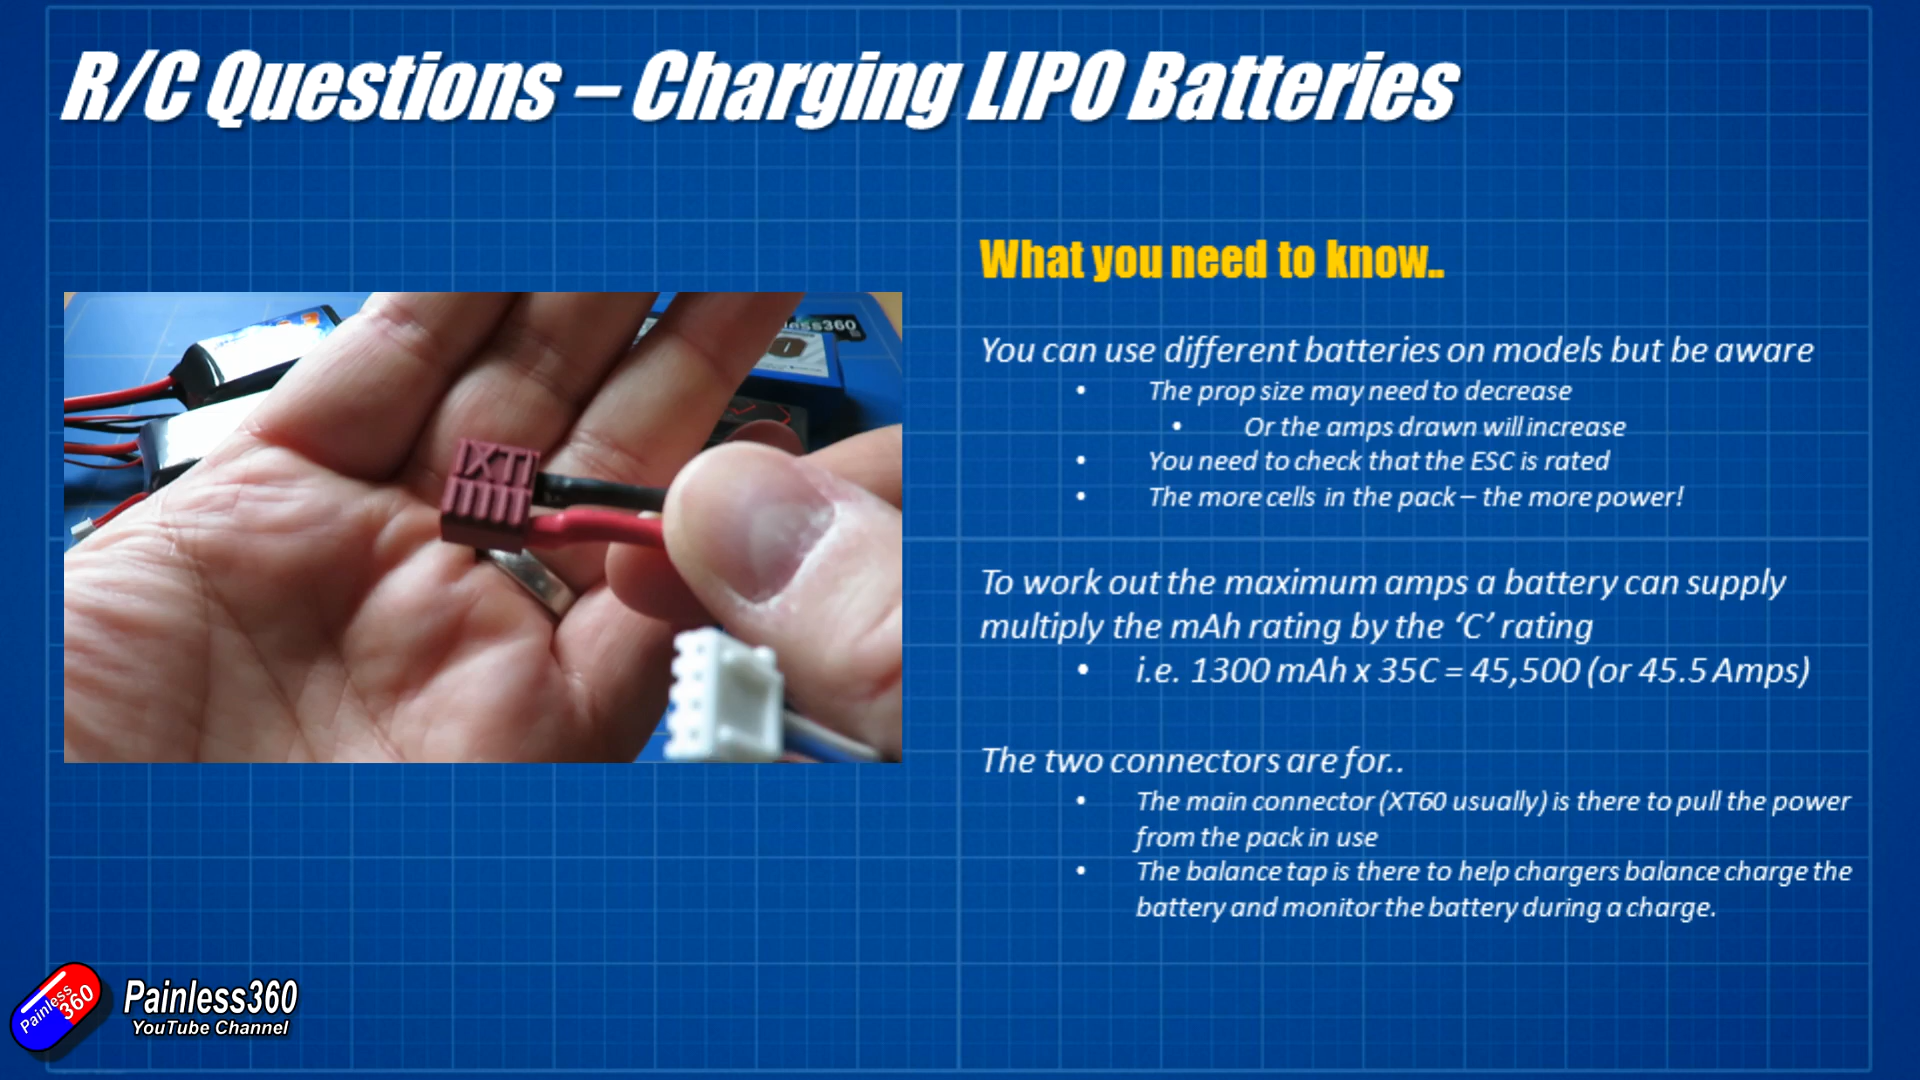 R/C Questions – Charging LIPO Batteries
What you need to know..
You can use different batteries on models but be aware
• The prop size may need to decrease
• Or the amps drawn will increase
• You need to check that the ESC is rated
• The more cells in the pack – the more power!
To work out the maximum amps a battery can supply
multiply the mAh rating by the ‘C’ rating
• i.e. 1300 mAh x 35C = 45,500 (or 45.5 Amps)
The two connectors are for..
• The main connector (XT60 usually) is there to pull the power
from the pack in use
• The balance tap is there to help chargers balance charge the
battery and monitor the battery during a charge.
less360
Painless
360
Painless360
YouTube Channel